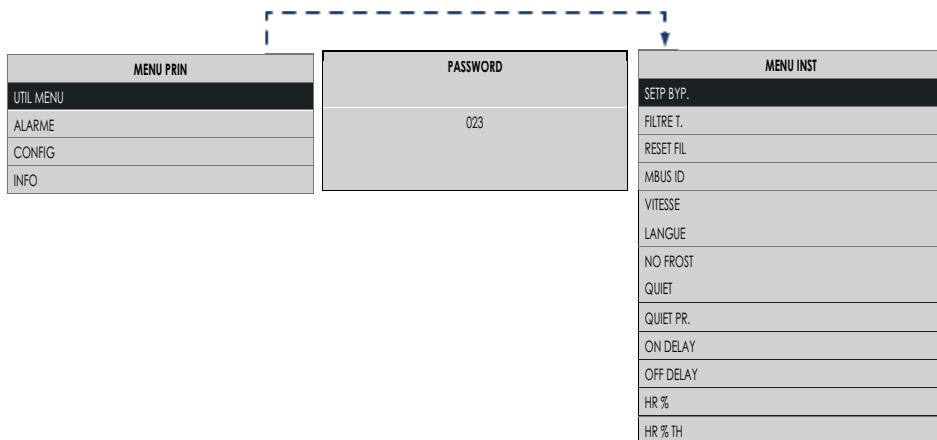 MENU PRIN
UTIL MENU
ALARME
CONFIG
INFO
PASSWORD
023
MENU INST
SETP BYP.
FILTRE T.
RESET FIL
MBUS ID
VITESSE
LANGUE
NO FROST
QUIET
QUIET PR.
ON DELAY
OFF DELAY
HR %
HR % TH